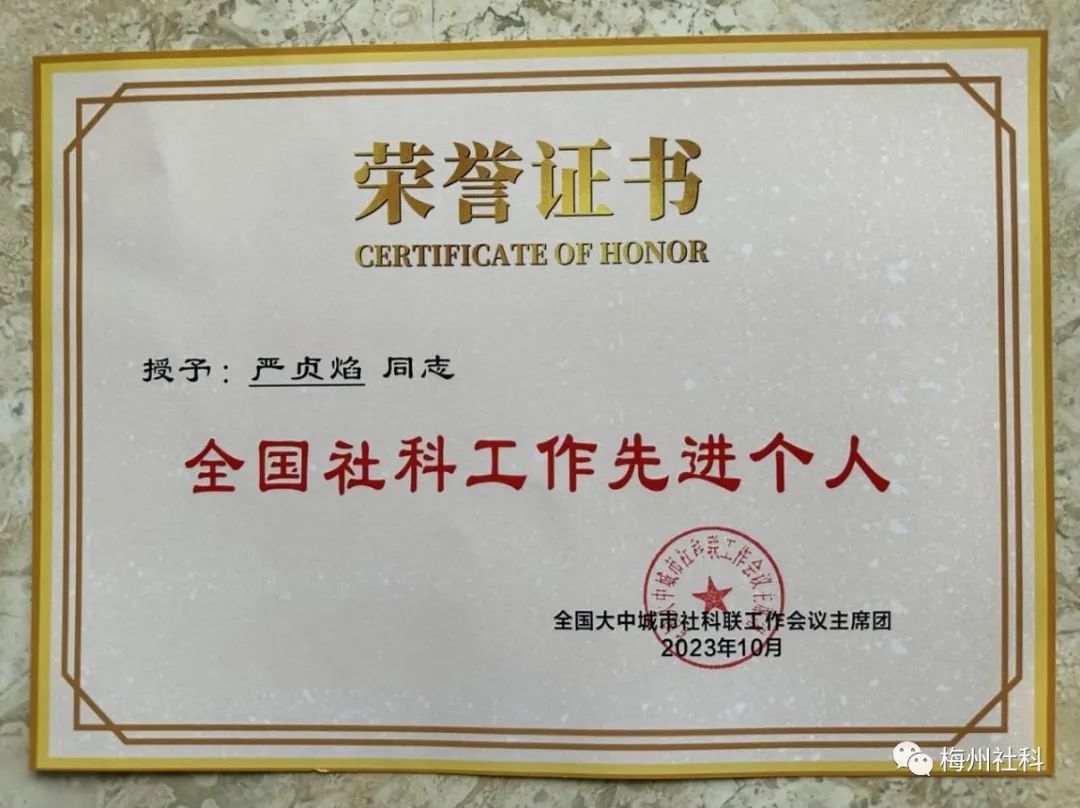 荣誉证书
CERTIFICATE OF HONOR
授予：严贞焰 同志
全国社科工作先进个人
全国大中城市社科联工作会议主席团
2023年10月
梅州社科